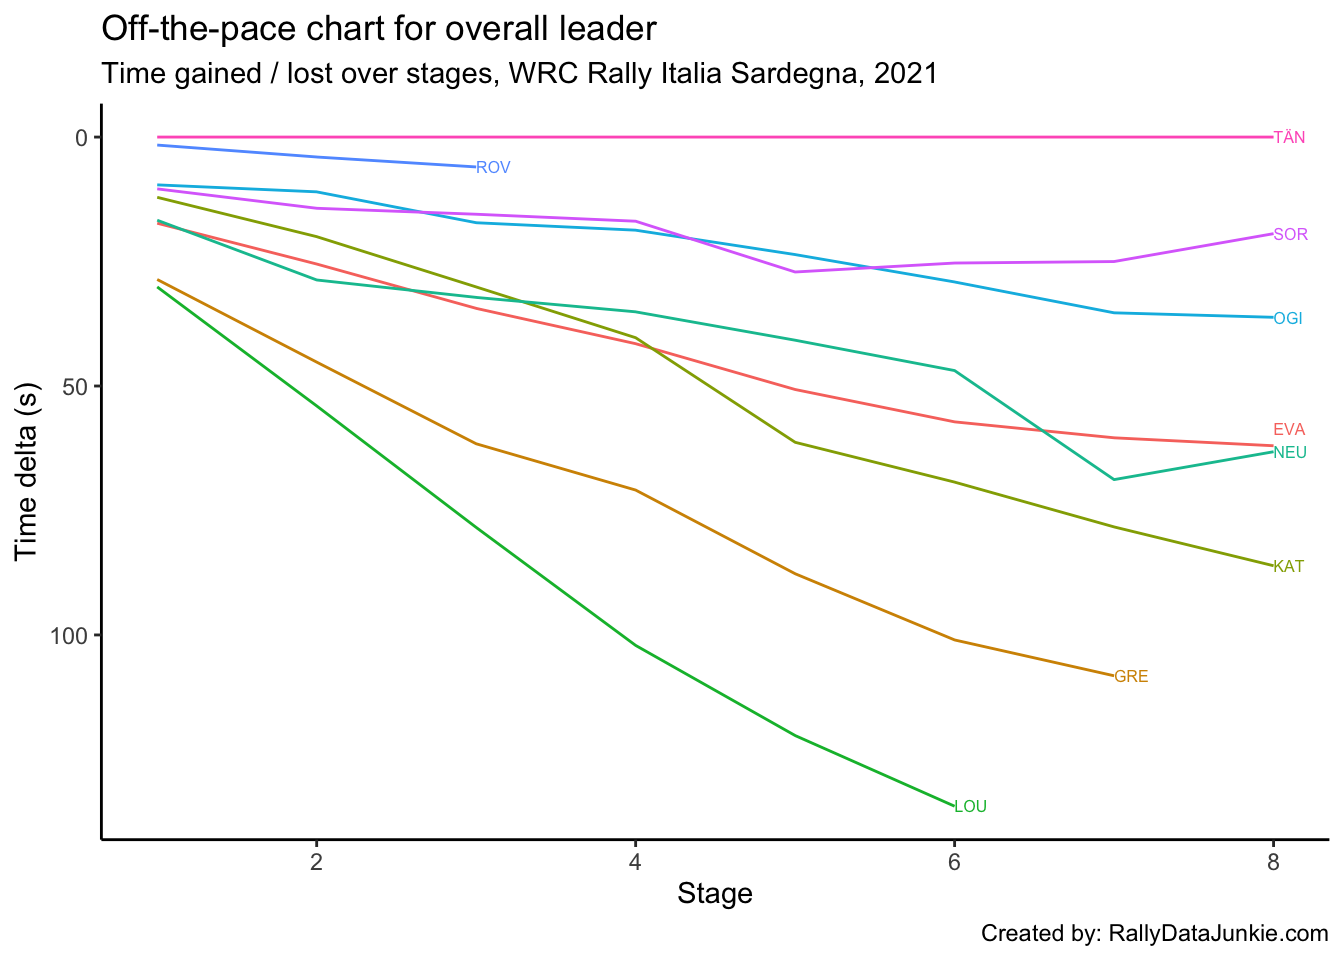 Off-the-pace chart for overall leader
Time gained / lost over stages, WRC Rally Italia Sardegna, 2021
0
50
100
Time delta (s)
TÄN
ROV
SOR
OGI
EVA
NEU
KAT
GRE
LOU
2
4
6
8
Stage
Created by: RallyDataJunkie.com